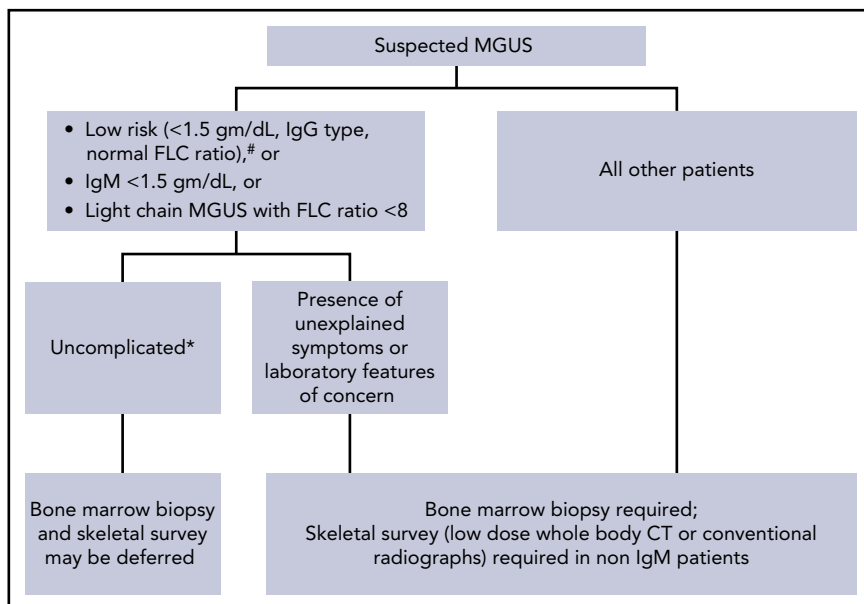 Suspected MGUS
• Low risk (<1.5 gm/dL, IgG type,
normal FLC ratio),# or
• IgM <1.5 gm/dL, or
• Light chain MGUS with FLC ratio <8
All other patients
Uncomplicated*
Presence of
unexplained
symptoms or
laboratory features
of concern
Bone marrow biopsy
and skeletal survey
may be deferred
Bone marrow biopsy required;
Skeletal survey (low dose whole body CT or conventional
radiographs) required in non IgM patients